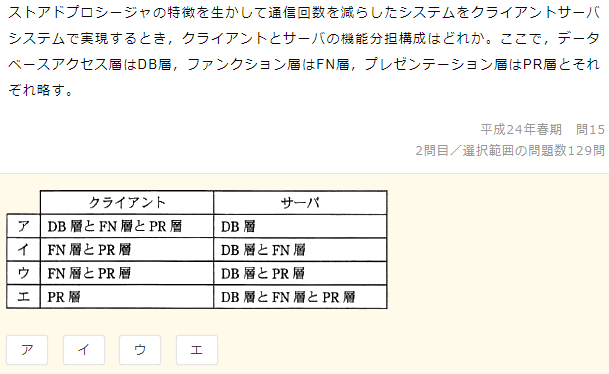 ストアドプロシージャの特徴を生かして通信回数を減らしたシステムをクライアントサーバ
システムで実現するとき，クライアントとサーバの機能分担構成はどれか。ここで，データ
ベースアクセス層はDB層，ファンクション層はFN層，プレゼンテーション層はPR層とそれ
ぞれ略す。
平成24年春期　問15
2問目／選択範囲の問題数129問
クライアント サーバ
ア DB 層と FN 層と PR 層 DB 層
イ FN 層と PR 層 DB 層と FN 層
ウ FN 層と PR 層 DB 層と PR 層
エ PR 層 DB 層と FN 層と PR 層
ア イ ウ エ